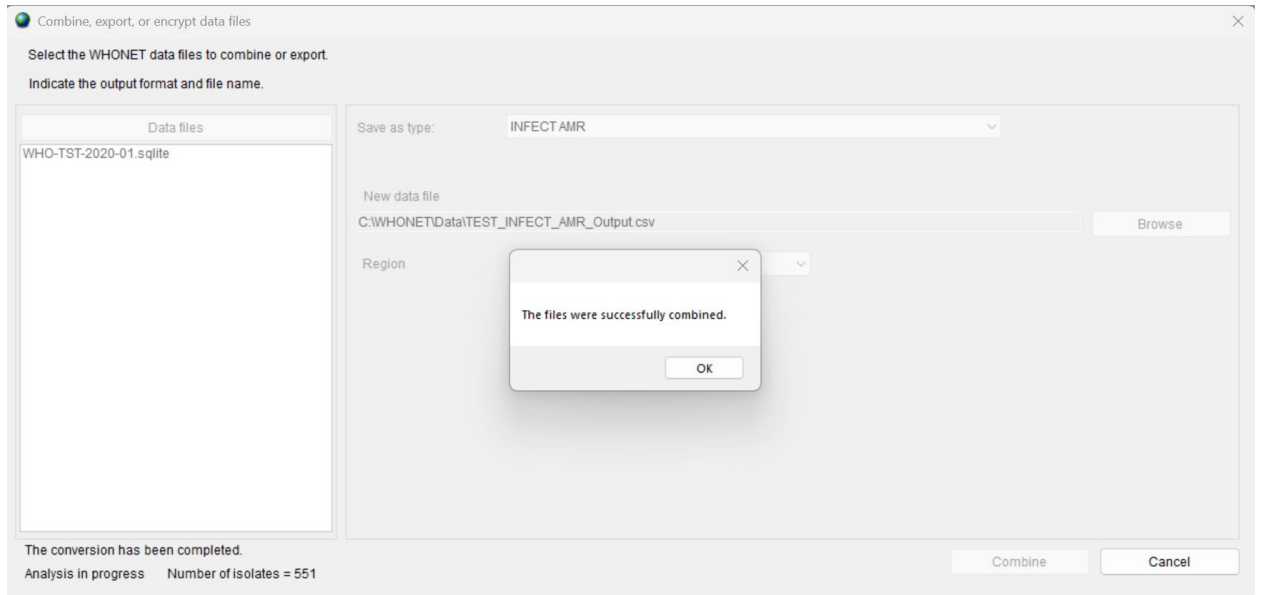 Combine, export, or encrypt data files
Select the WHONET data files to combine or export.
Indicate the output format and file name.
Data files
WHO-TST-2020-01.sqlite
Save as type: INFECT AMR
New data file
C:\WHONET\Data\TEST_INFECT_AMR_Output.csv Browse
Region
The files were successfully combined.
OK
The conversion has been completed.
Analysis in progress Number of isolates = 551
Combine Cancel